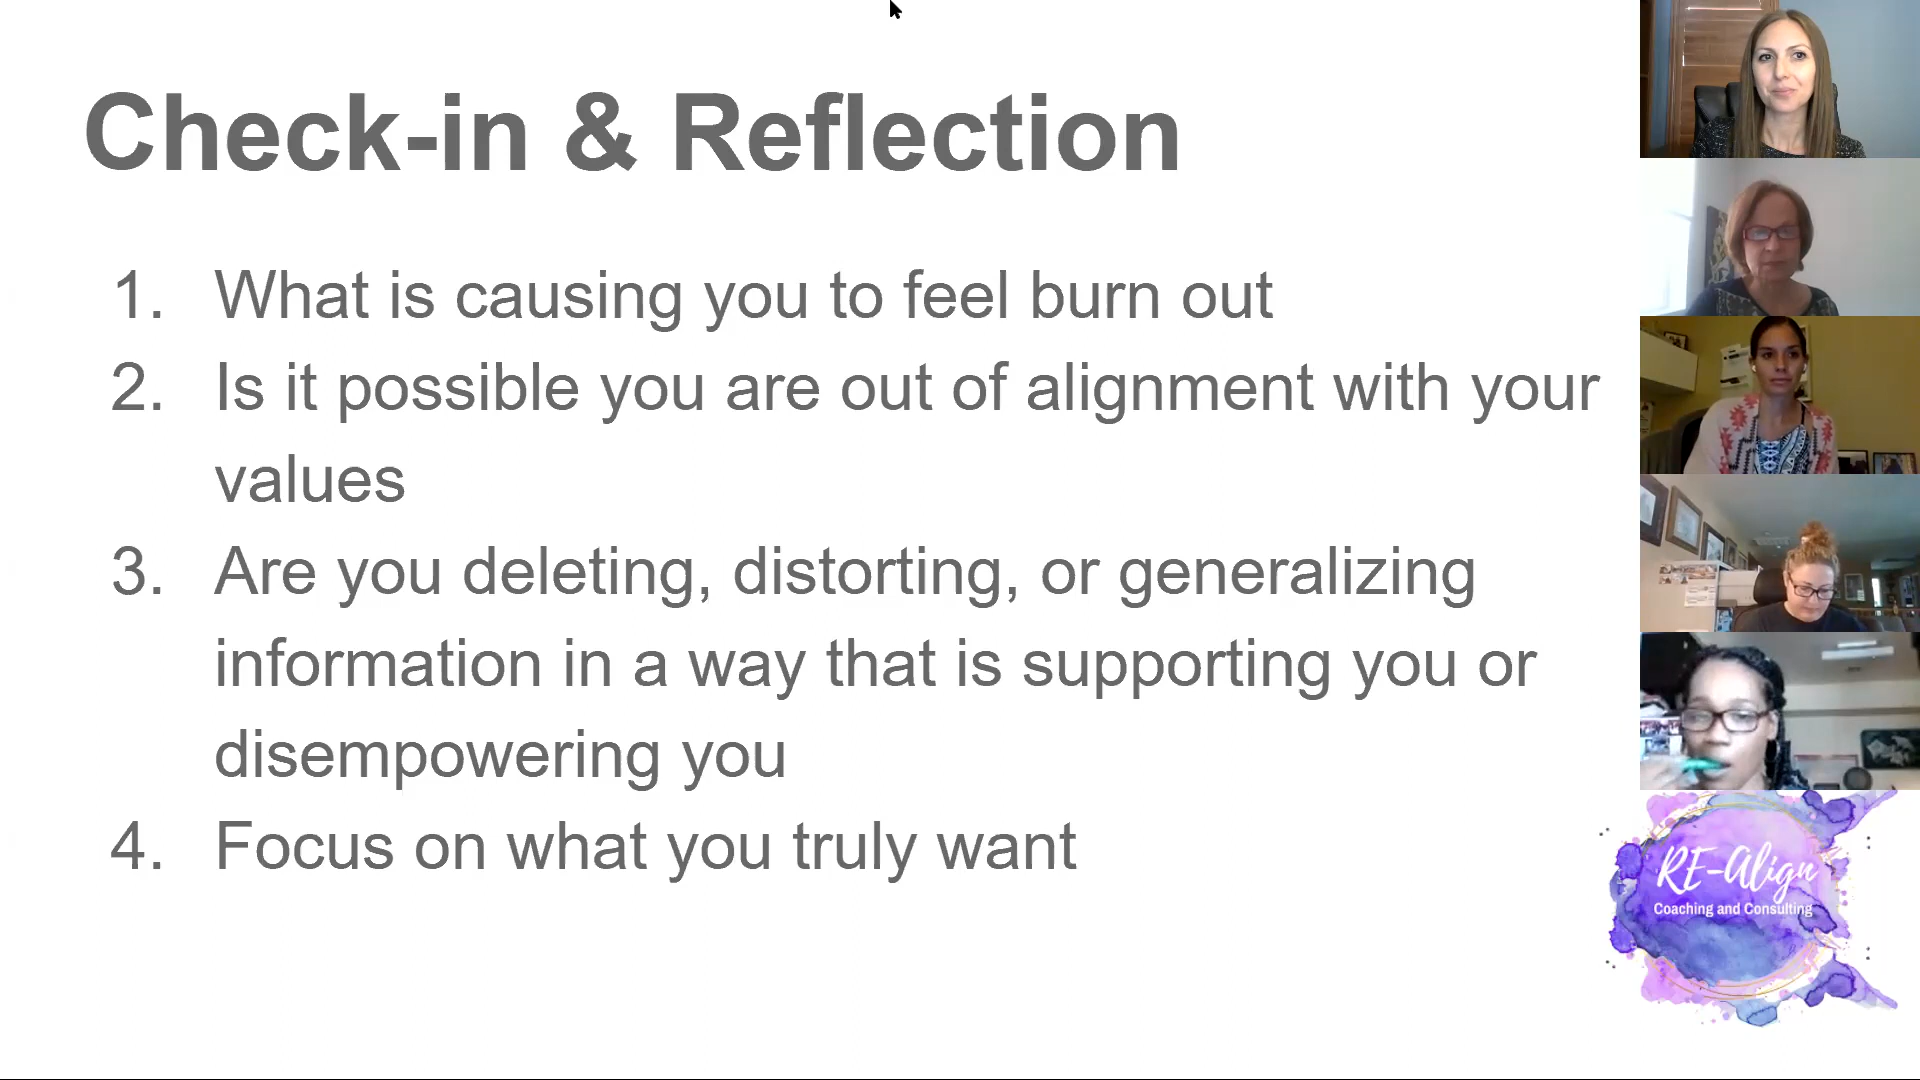 Check-in & Reflection
1. What is causing you to feel burn out
2. Is it possible you are out of alignment with your
values
3. Are you deleting, distorting, or generalizing
information in a way that is supporting you or
disempowering you
4. Focus on what you truly want
RE-Align
Coaching and Consulting